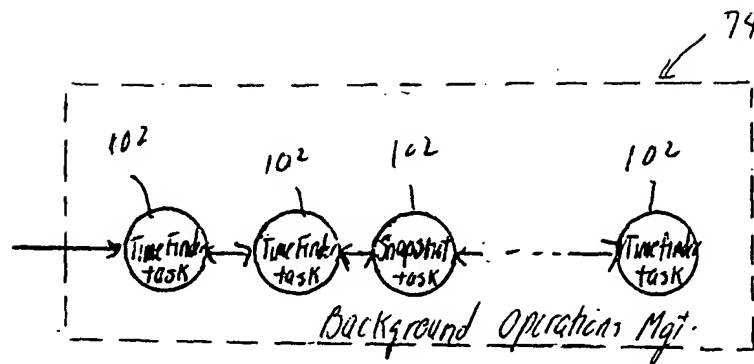 74
102 102 102 102
TimeFinder TimeFinder Snapshot Timefinder
task task task task
Background Operations Mgt.